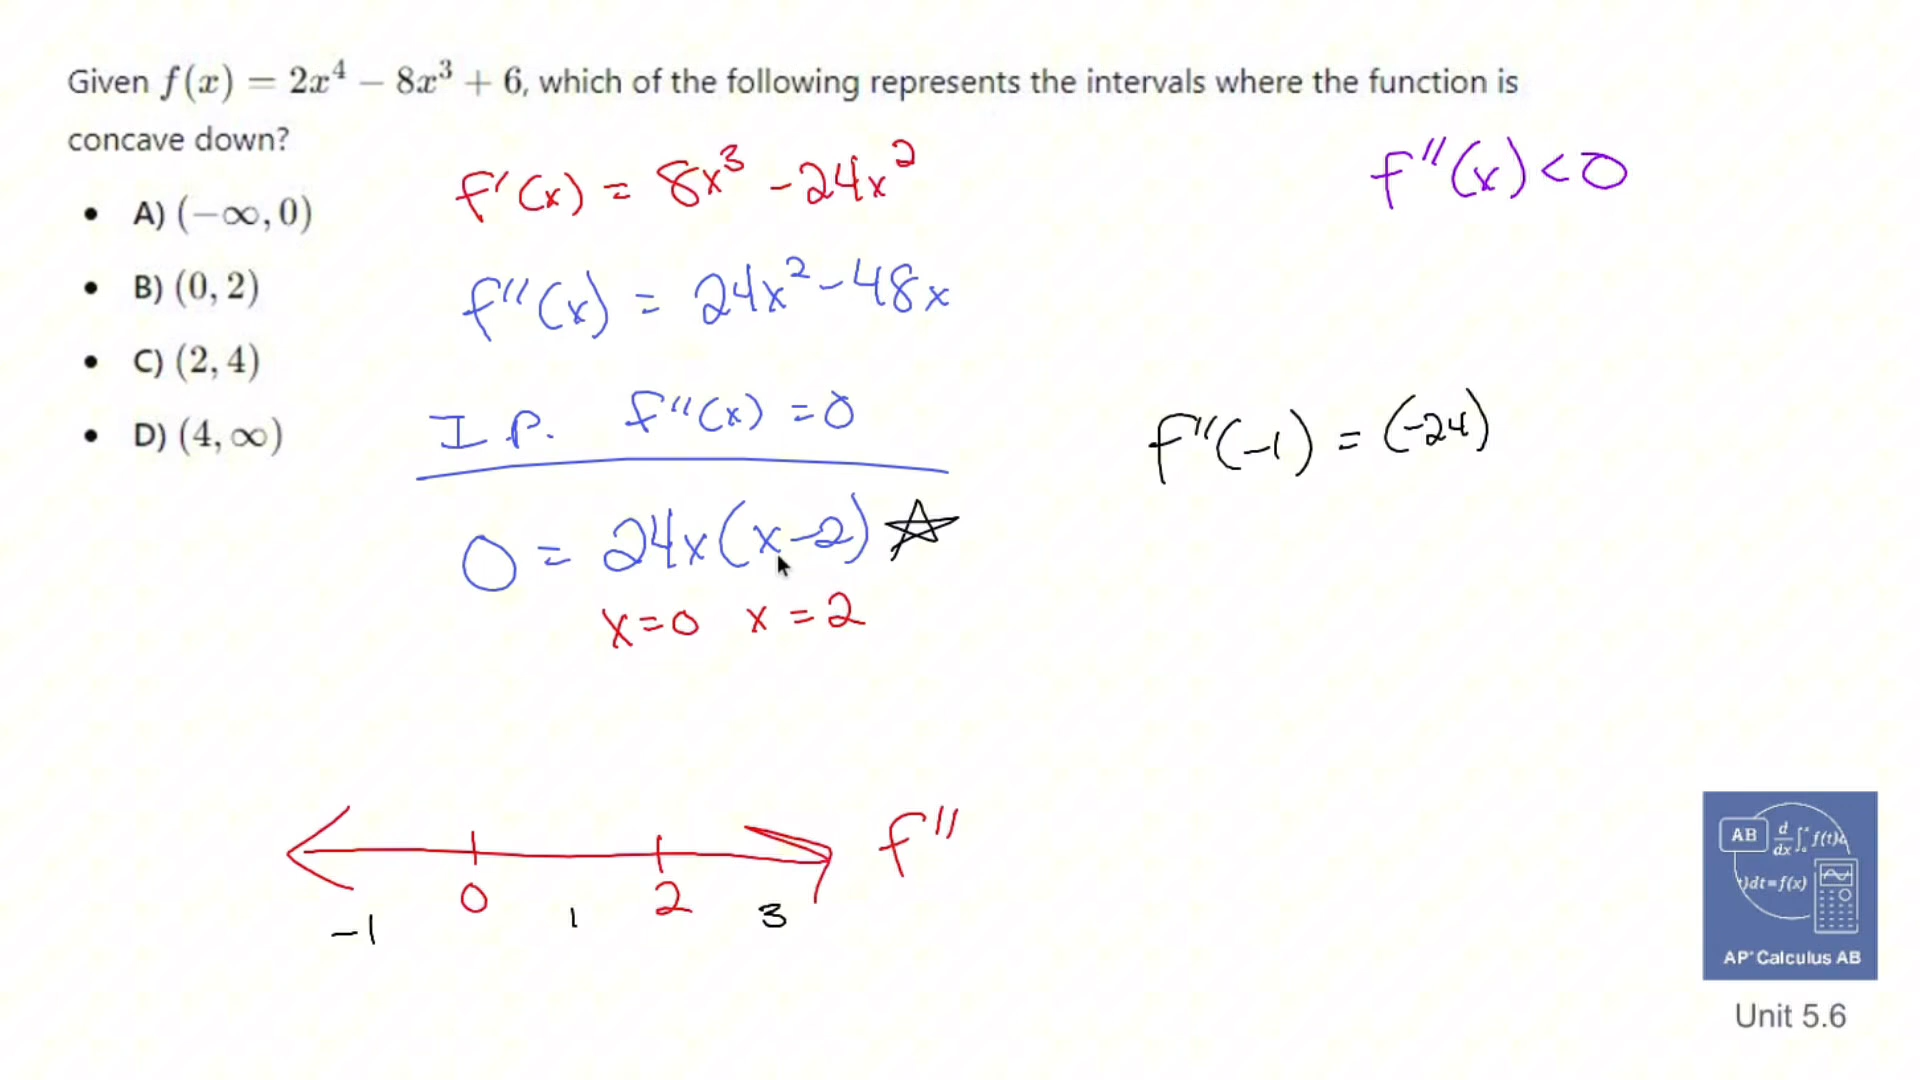 Given f(x) = 2x⁴ − 8x³ + 6, which of the following represents the intervals where the function is
concave down?
• A) (−∞, 0)
• B) (0, 2)
• C) (2, 4)
• D) (4, ∞)
f'(x) = 8x³ - 24x²
f''(x) = 24x² - 48x
I.P. f''(x) = 0
0 = 24x(x-2)
x=0 x=2
f''(x) < 0
f''(-1) = (-24)
f''
0 2
-1 1 3
AB d/dx f(t)
)dt=f(x)
AP® Calculus AB
Unit 5.6